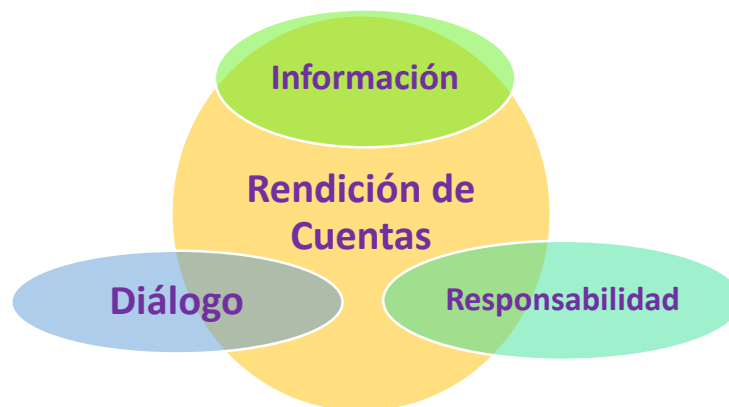 Información
Rendición de
Cuentas
Diálogo
Responsabilidad